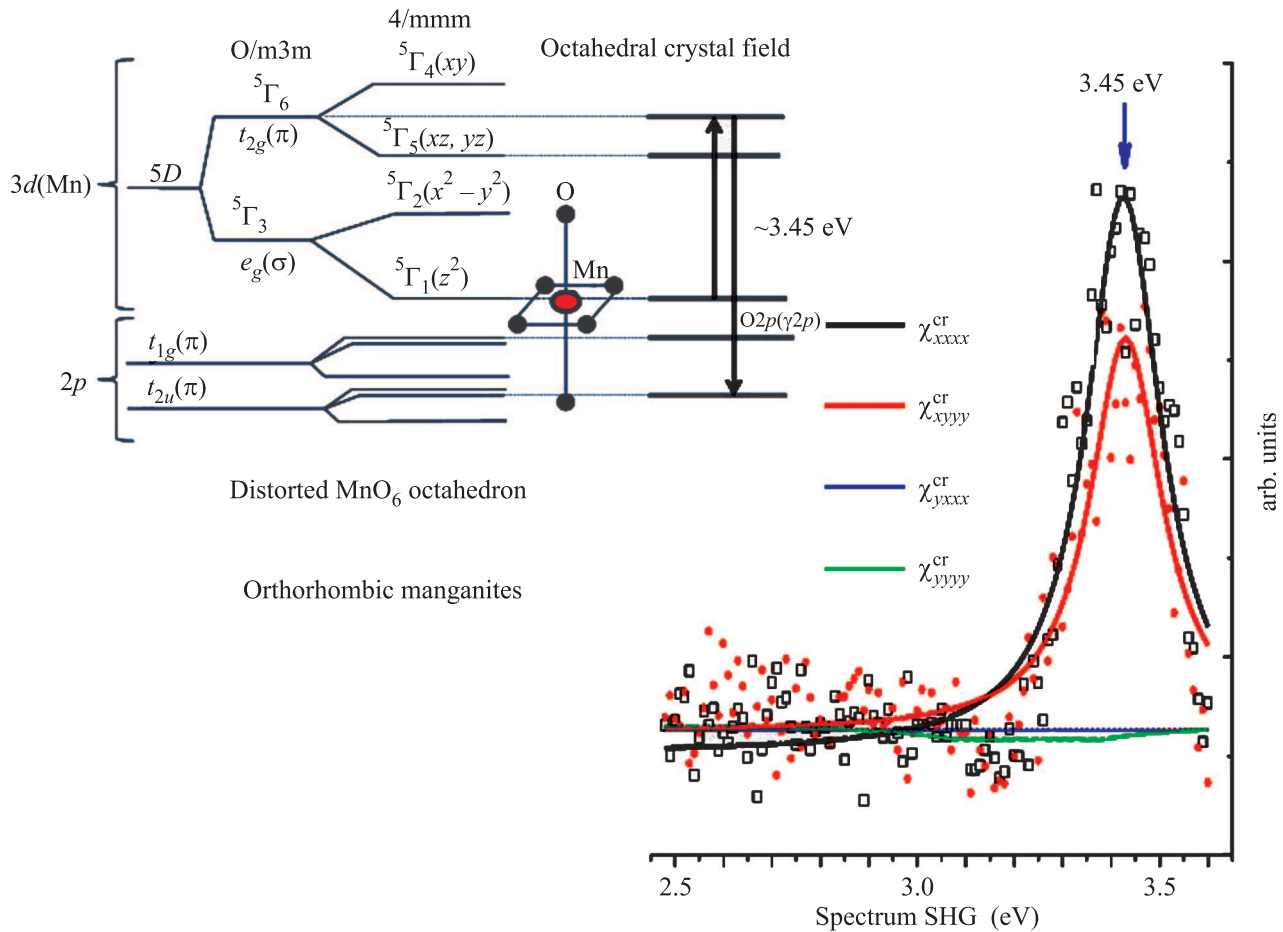 4/mmm
O/m3m
Octahedral crystal field
⁵Γ₄(xy)
3.45 eV
⁵Γ₆
t₂g(π)
⁵Γ₅(xz, yz)
5D
3d(Mn)
⁵Γ₂(x² – y²)
O
⁵Γ₃
~3.45 eV
e_g(σ)
⁵Γ₁(z²)
Mn
O2p(γ2p)
χ^cr_xxxx
t₁g(π)
2p
t₂u(π)
χ^cr_xyyy
arb. units
Distorted MnO₆ octahedron
χ^cr_yxxx
Orthorhombic manganites
χ^cr_yyyy
2.5 3.0 3.5
Spectrum SHG (eV)